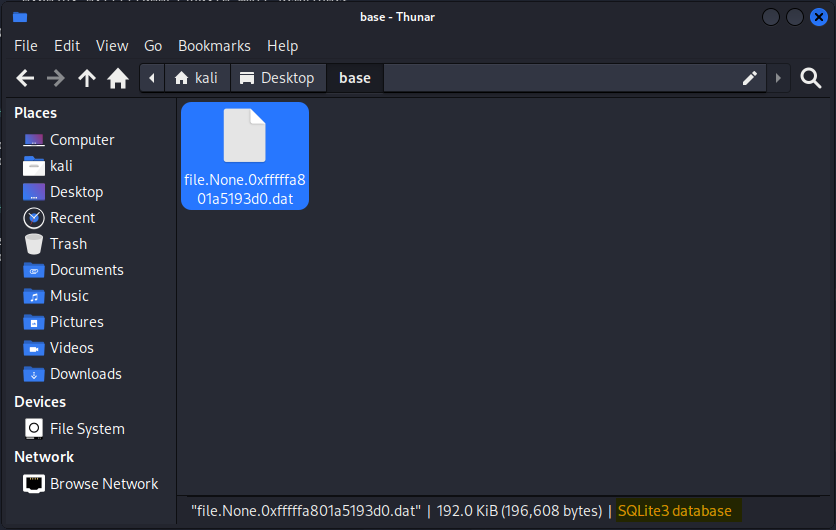 base - Thunar
File Edit View Go Bookmarks Help
kali Desktop base
Places
Computer
kali
Desktop
Recent
Trash
Documents
Music
Pictures
Videos
Downloads
Devices
File System
Network
Browse Network
file.None.0xfffffa8
01a5193d0.dat
"file.None.0xfffffa801a5193d0.dat" | 192.0 KiB (196,608 bytes) | SQLite3 database